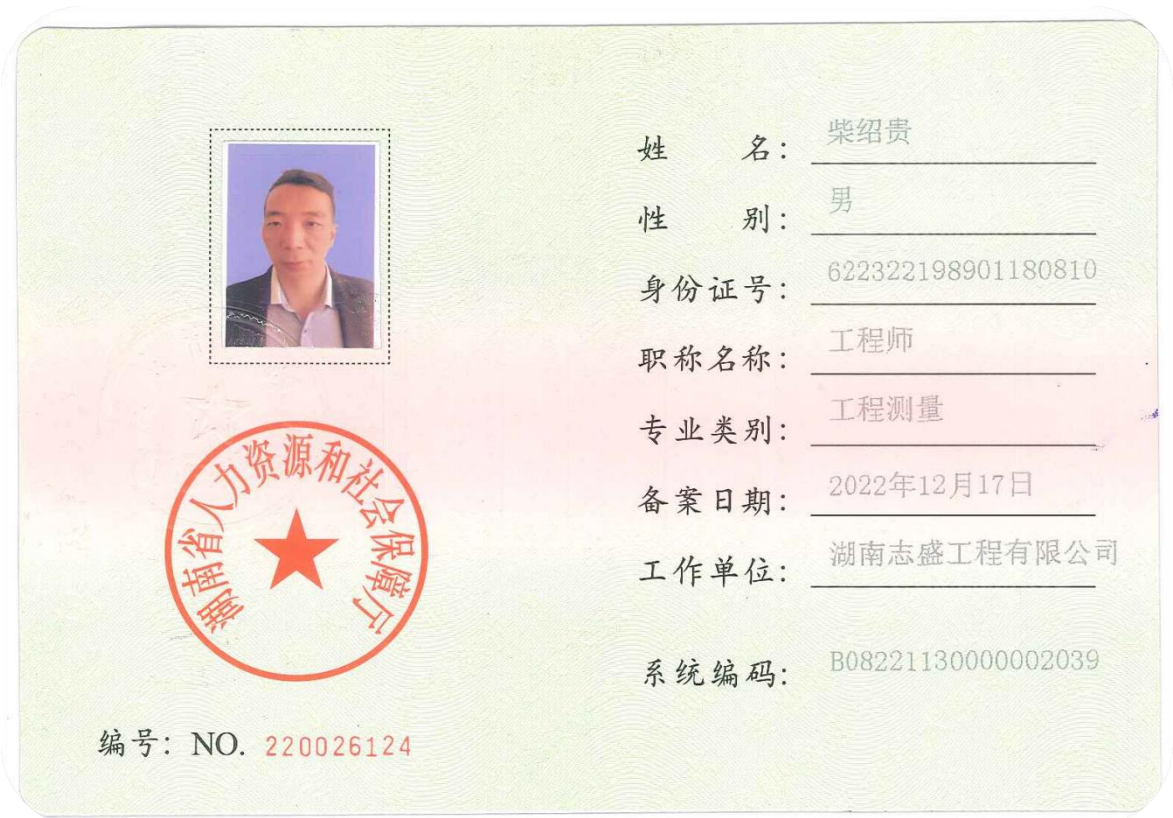 姓 名: 柴绍贵
性 别: 男
身份证号: 622322198901180810
职称名称: 工程师
专业类别: 工程测量
备案日期: 2022年12月17日
工作单位: 湖南志盛工程有限公司
系统编码: B08221130000002039
湖南省人力资源和社会保障厅
编号: NO. 220026124